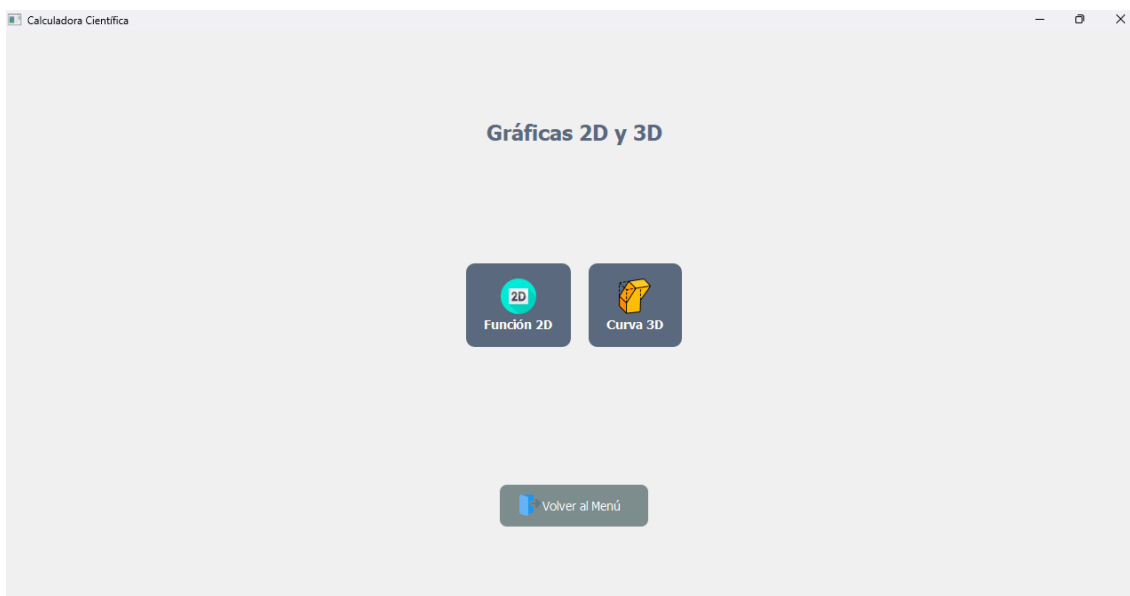 Calculadora Científica
Gráficas 2D y 3D
2D
Función 2D
Curva 3D
Volver al Menú